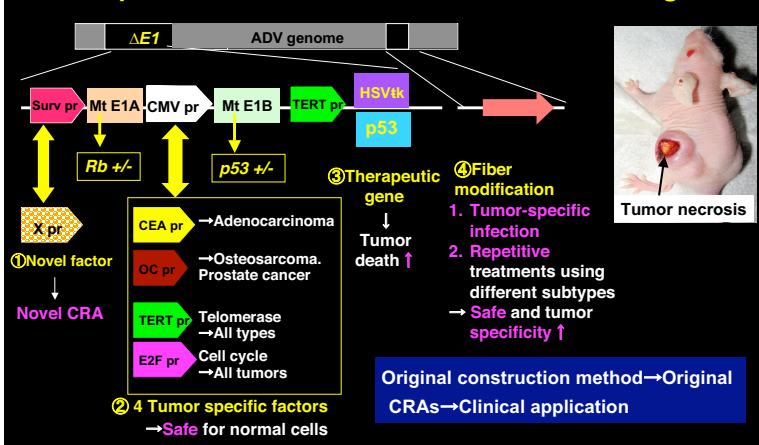 ΔE1
ADV genome
Surv pr
Mt E1A
CMV pr
Mt E1B
TERT pr
HSVtk
p53
Rb +/-
p53 +/-
X pr
①Novel factor
Novel CRA
CEA pr
→Adenocarcinoma
OC pr
→Osteosarcoma.
Prostate cancer
TERT pr
Telomerase
→All types
E2F pr
Cell cycle
→All tumors
② 4 Tumor specific factors
→Safe for normal cells
③Therapeutic
gene
↓
Tumor
death ↑
④Fiber
modification
1. Tumor-specific
infection
2. Repetitive
treatments using
different subtypes
→ Safe and tumor
specificity ↑
Tumor necrosis
Original construction method→Original
CRAs→Clinical application